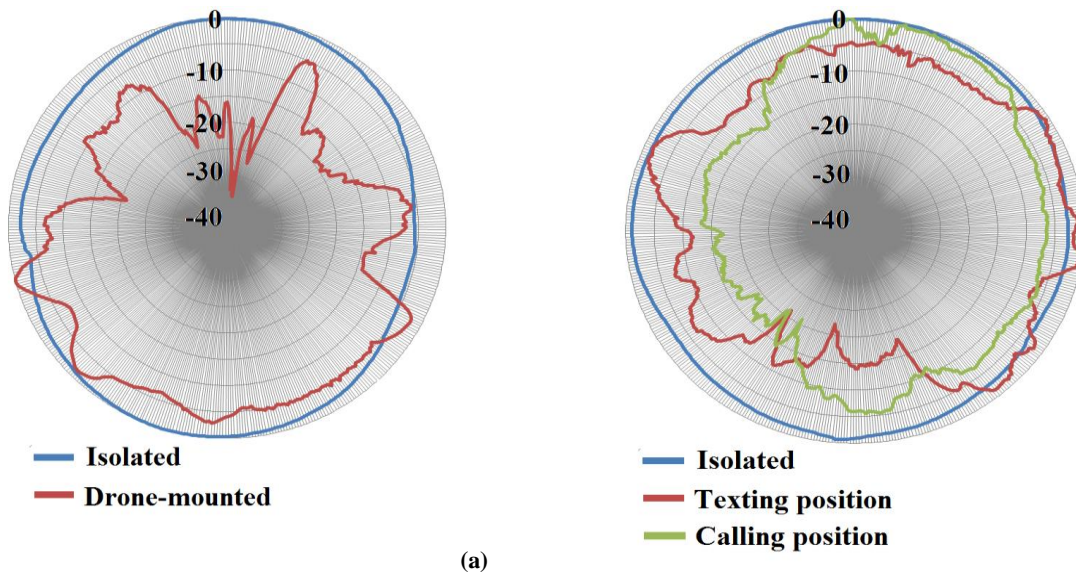 0
-10
-20
-30
-40
Isolated
Drone-mounted
0
-10
-20
-30
-40
Isolated
Texting position
Calling position
(a)